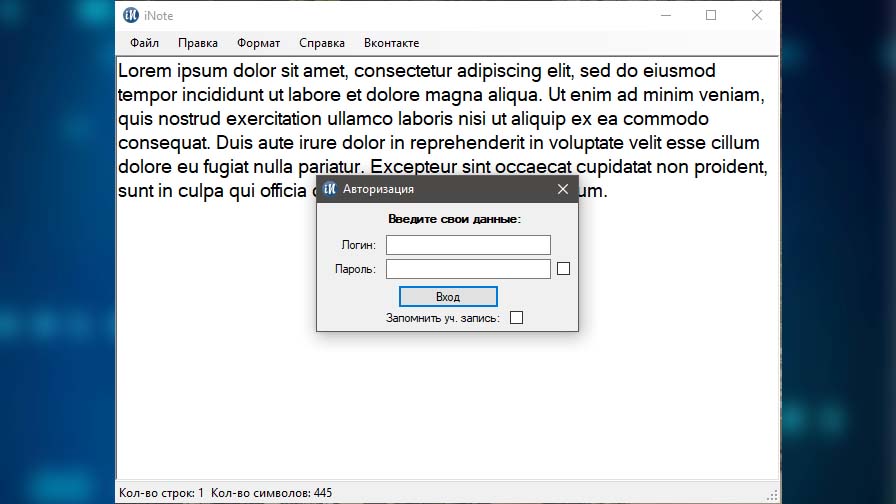 iNote
Файл Правка Формат Справка Вконтакте
Lorem ipsum dolor sit amet, consectetur adipiscing elit, sed do eiusmod
tempor incididunt ut labore et dolore magna aliqua. Ut enim ad minim veniam,
quis nostrud exercitation ullamco laboris nisi ut aliquip ex ea commodo
consequat. Duis aute irure dolor in reprehenderit in voluptate velit esse cillum
dolore eu fugiat nulla pariatur. Excepteur sint occaecat cupidatat non proident,
sunt in culpa qui officia um.
Авторизация
Введите свои данные:
Логин:
Пароль:
Вход
Запомнить уч. запись:
Кол-во строк: 1 Кол-во символов: 445